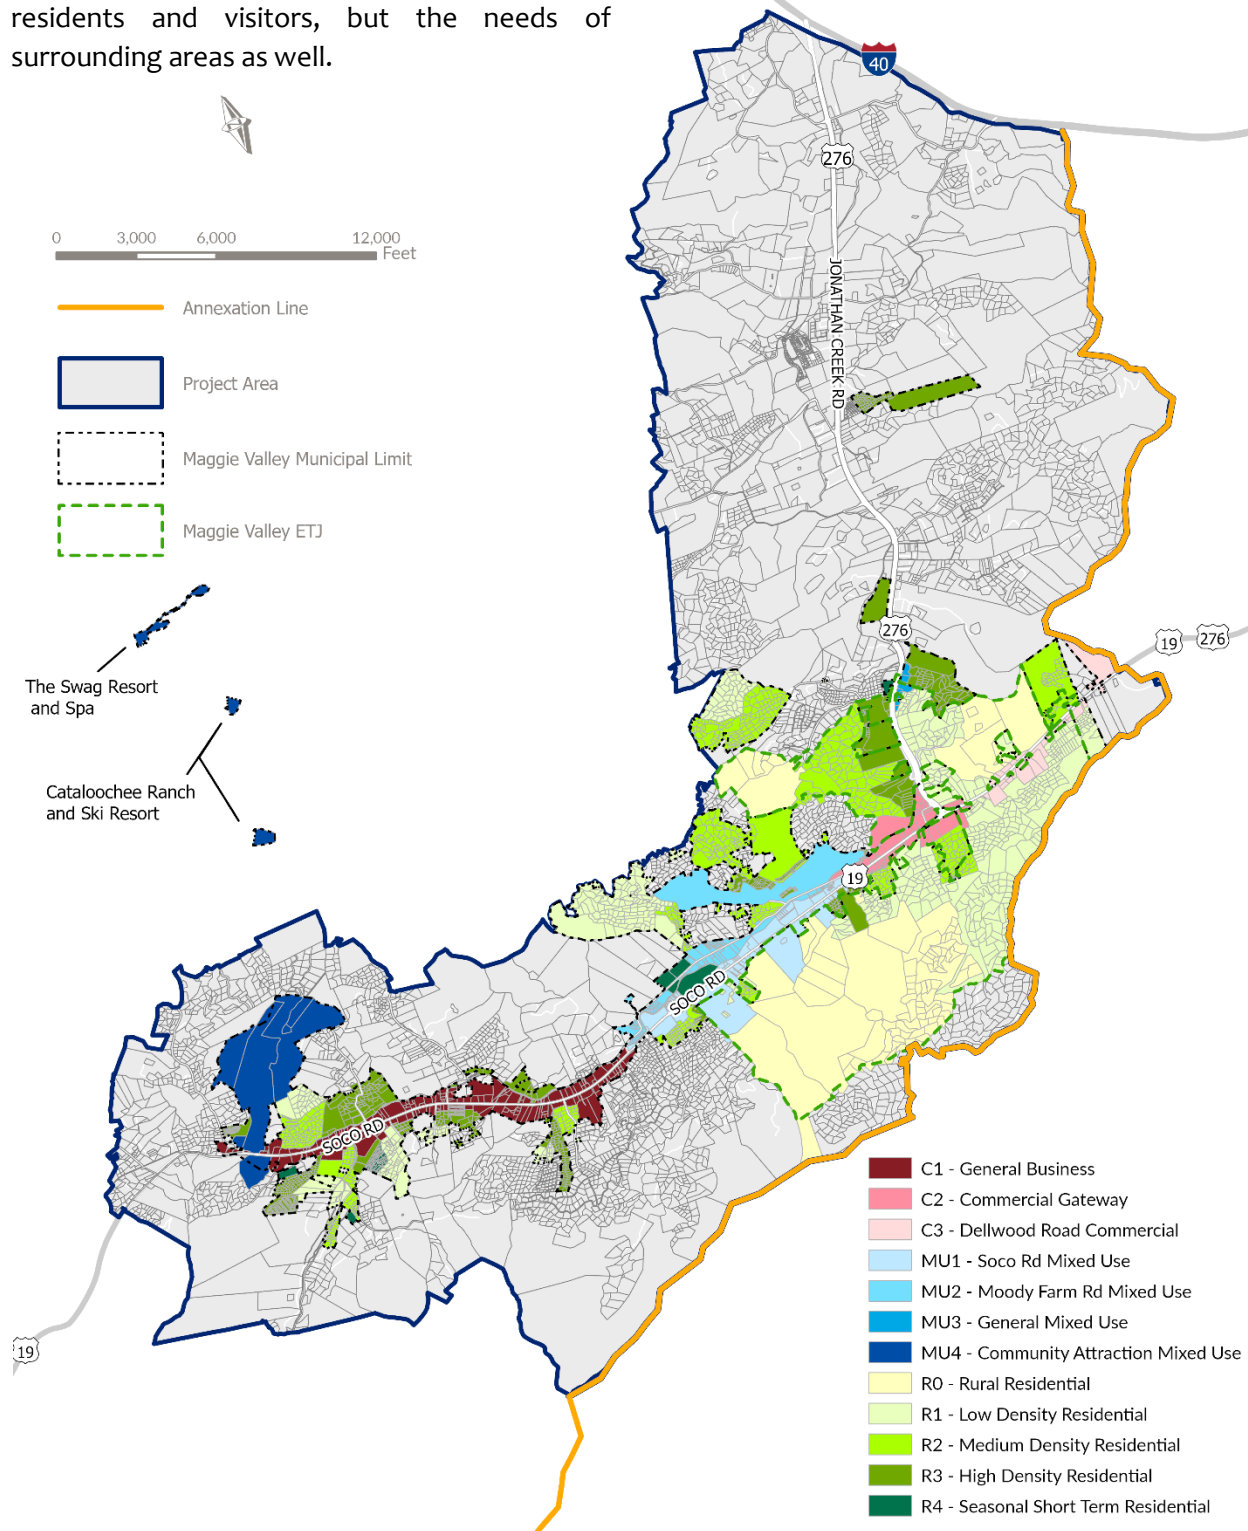 residents and visitors, but the needs of
surrounding areas as well.
40
276
0 3,000 6,000 12,000
Feet
JONATHAN CREEK RD
Annexation Line
Project Area
Maggie Valley Municipal Limit
Maggie Valley ETJ
276
19 276
The Swag Resort
and Spa
Cataloochee Ranch
and Ski Resort
19
SOCO RD
SOCO RD
19
C1 - General Business
C2 - Commercial Gateway
C3 - Dellwood Road Commercial
MU1 - Soco Rd Mixed Use
MU2 - Moody Farm Rd Mixed Use
MU3 - General Mixed Use
MU4 - Community Attraction Mixed Use
R0 - Rural Residential
R1 - Low Density Residential
R2 - Medium Density Residential
R3 - High Density Residential
R4 - Seasonal Short Term Residential